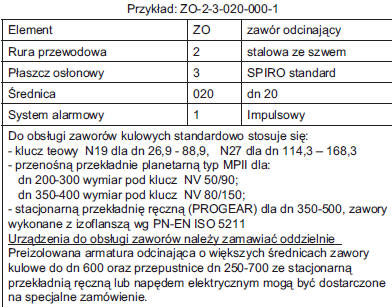 Przykład: ZO-2-3-020-000-1
Element ZO zawór odcinający
Rura przewodowa 2 stalowa ze szwem
Płaszcz osłonowy 3 SPIRO standard
Średnica 020 dn 20
System alarmowy 1 Impulsowy
Do obsługi zaworów kulowych standardowo stosuje się:
- klucz teowy N19 dla dn 26,9 - 88,9, N27 dla dn 114,3 – 168,3
- przenośną przekładnie planetarną typ MPII dla:
dn 200-300 wymiar pod klucz NV 50/90;
dn 350-400 wymiar pod klucz NV 80/150;
- stacjonarną przekładnię ręczną (PROGEAR) dla dn 350-500, zawory
wykonane z izoflanszą wg PN-EN ISO 5211
Urządzenia do obsługi zaworów należy zamawiać oddzielnie
Preizolowana armatura odcinająca o większych średnicach zawory
kulowe do dn 600 oraz przepustnice dn 250-700 ze stacjonarną
przekładnią ręczną lub napędem elektrycznym mogą być dostarczone
na specjalne zamówienie.